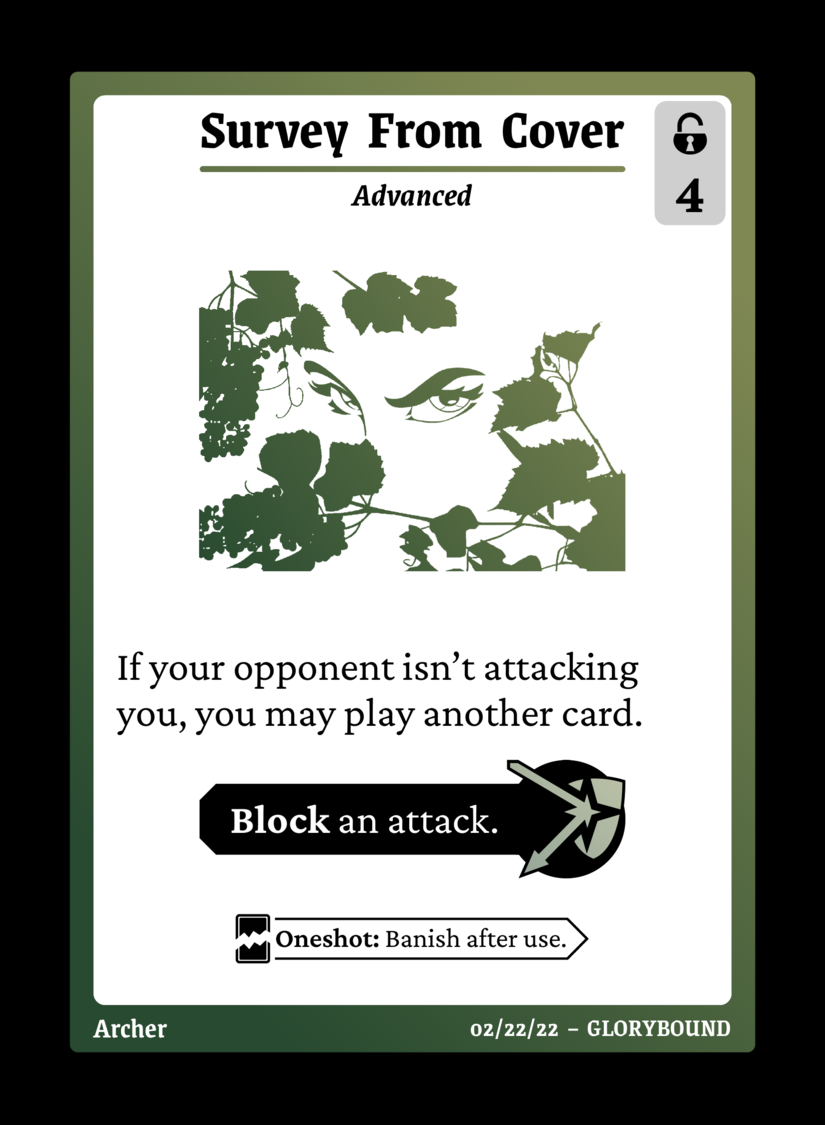 Survey From Cover
4
Advanced
If your opponent isn’t attacking
you, you may play another card.
Block an attack.
Oneshot: Banish after use.
Archer
02/22/22 – GLORYBOUND